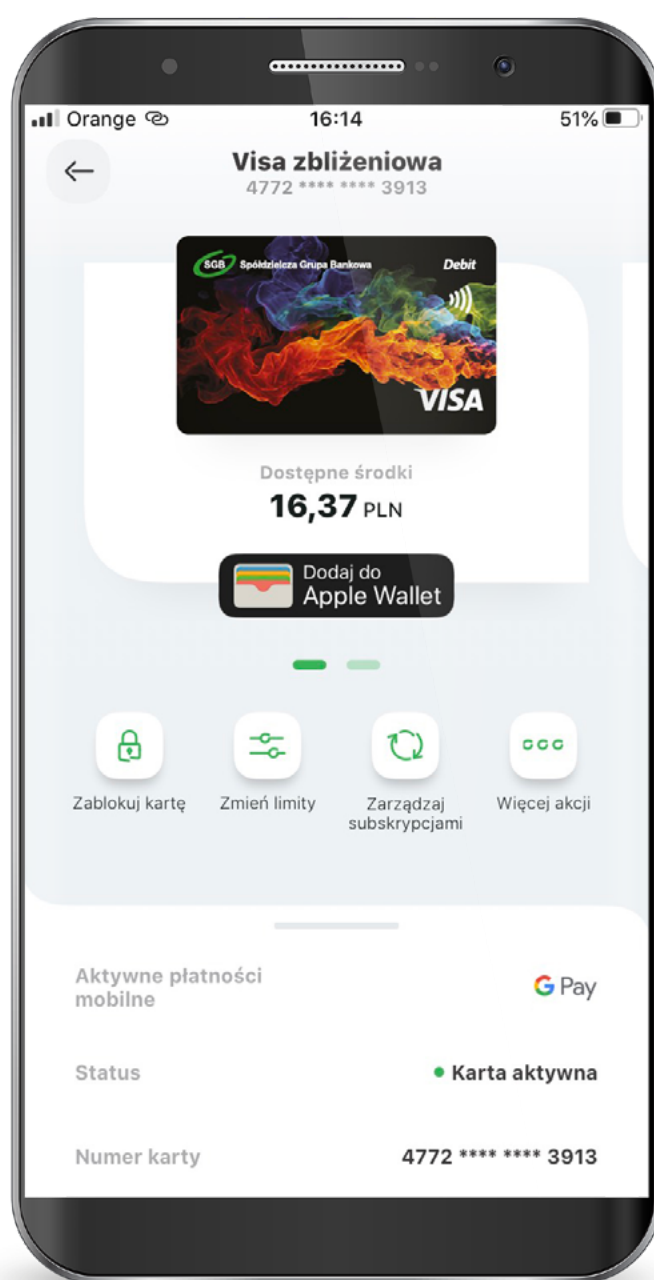 Orange
16:14
51%
Visa zbliżeniowa
4772 **** **** 3913
SGB Spółdzielcza Grupa Bankowa
Debit
VISA
Dostępne środki
16,37 PLN
Dodaj do
Apple Wallet
Zablokuj kartę
Zmień limity
Zarządzaj
subskrypcjami
Więcej akcji
Aktywne płatności
mobilne
G Pay
Status
Karta aktywna
Numer karty
4772 **** **** 3913